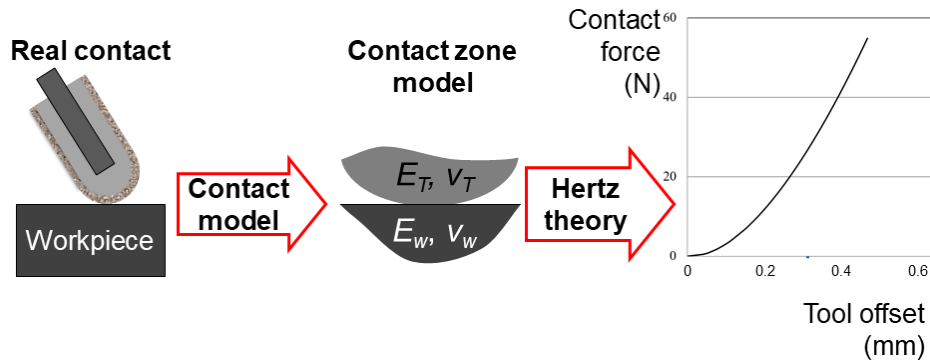 Real contact
Workpiece
Contact
model
Contact zone
model
E_T, ν_T
E_w, ν_w
Hertz
theory
Contact
force
(N)
60
40
20
0
0
0.2
0.4
0.6
Tool offset
(mm)